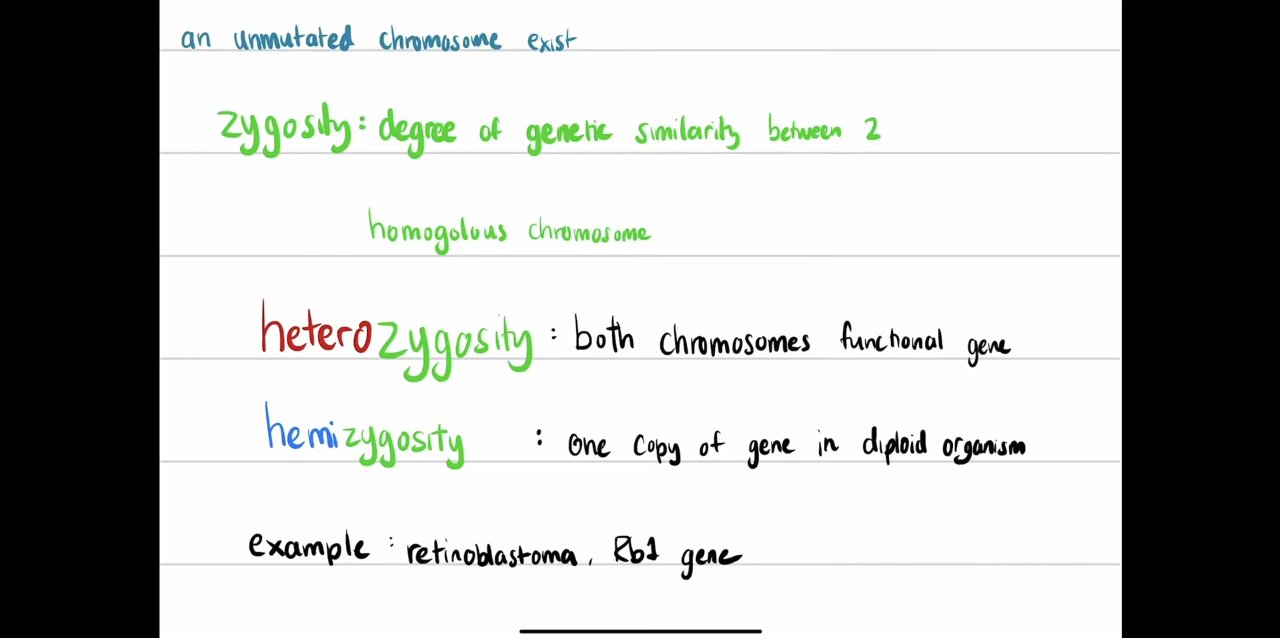 an unmutated chromosome exist
zygosity: degree of genetic similarity between 2
homogolous chromosome
heterozygosity : both chromosomes functional gene
hemizygosity : one copy of gene in diploid organism
example : retinoblastoma, Rb1 gene